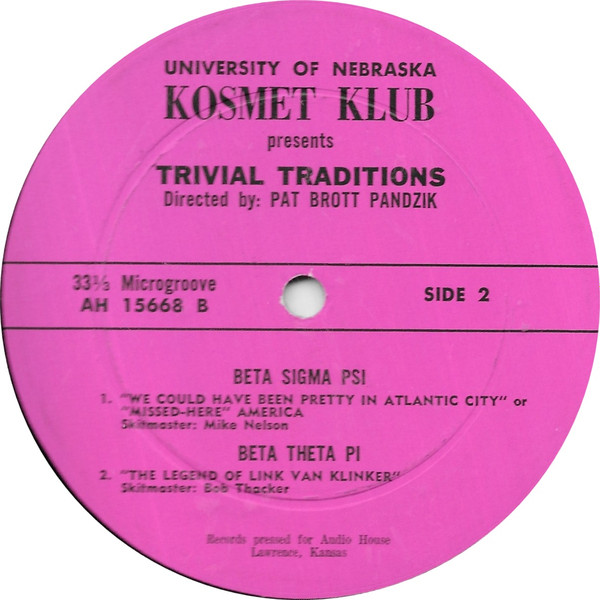 UNIVERSITY OF NEBRASKA
KOSMET KLUB
presents
TRIVIAL TRADITIONS
Directed by: PAT BROTT PANDZIK
33⅓ Microgroove
AH 15668 B
SIDE 2
BETA SIGMA PSI
1. "WE COULD HAVE BEEN PRETTY IN ATLANTIC CITY" or
"MISSED-HERE" AMERICA
Skitmaster: Mike Nelson
BETA THETA PI
2. "THE LEGEND OF LINK VAN KLINKER"
Skitmaster: Bob Thacker
Records pressed for Audio House
Lawrence, Kansas